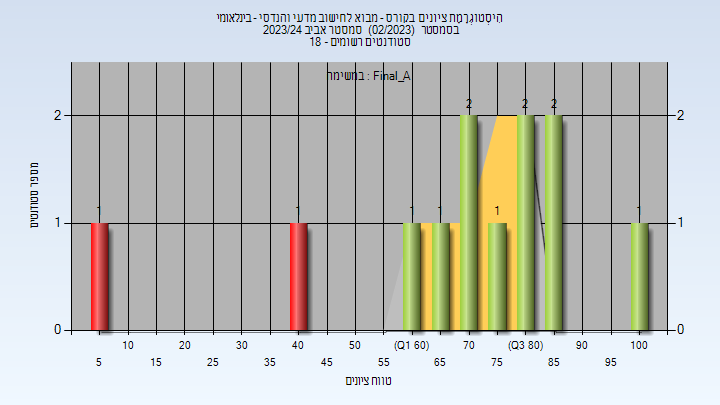 היסטוגרמת ציונים בקורס - מבוא לחישוב מדעי והנדסי - בינלאומי
בסמסטר (02/2023) סמסטר אביב 2023/24
סטודנטים רשומים - 18
במשימה : Final_A
מספר סטודנטים
2 2
1 1
0 0
1 1 1 1 2 1 2 2 1
10 20 30 40 50 (Q1 60) 70 (Q3 80) 90 100
5 15 25 35 45 55 65 75 85 95
טווח ציונים